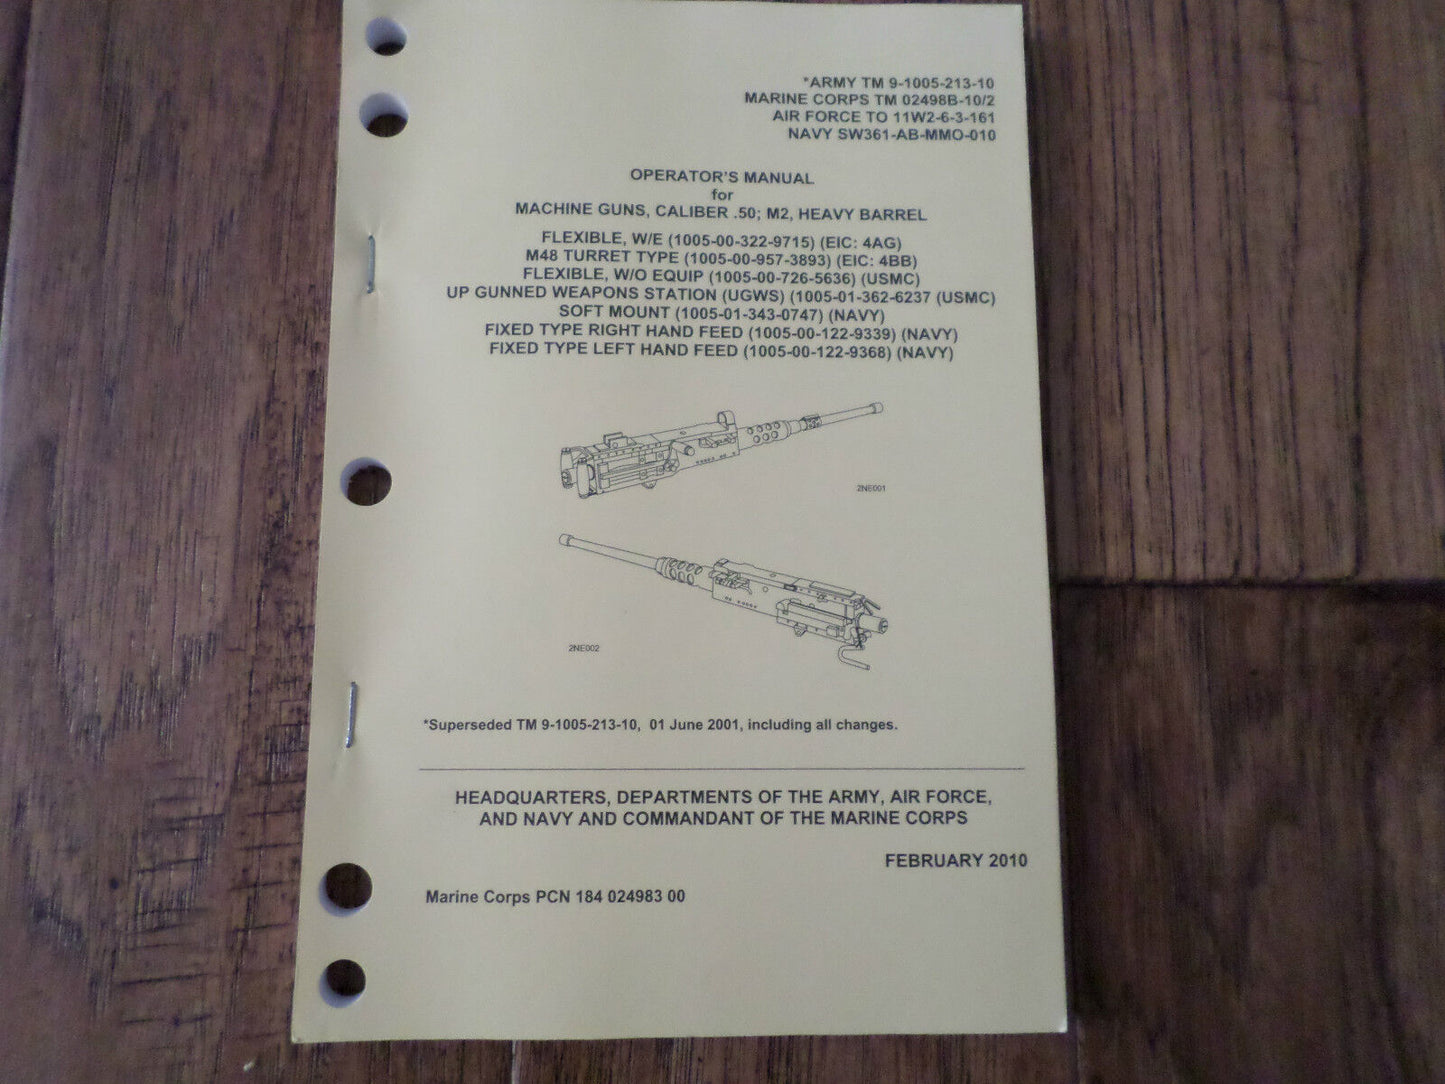 *ARMY TM 9-1005-213-10
MARINE CORPS TM 02498B-10/2
AIR FORCE TO 11W2-6-3-161
NAVY SW361-AB-MMO-010
OPERATOR'S MANUAL
for
MACHINE GUNS, CALIBER .50; M2, HEAVY BARREL
FLEXIBLE, W/E (1005-00-322-9715) (EIC: 4AG)
M48 TURRET TYPE (1005-00-957-3893) (EIC: 4BB)
FLEXIBLE, W/O EQUIP (1005-00-726-5636) (USMC)
UP GUNNED WEAPONS STATION (UGWS) (1005-01-362-6237 (USMC)
SOFT MOUNT (1005-01-343-0747) (NAVY)
FIXED TYPE RIGHT HAND FEED (1005-00-122-9339) (NAVY)
FIXED TYPE LEFT HAND FEED (1005-00-122-9368) (NAVY)
2NE001
2NE002
*Superseded TM 9-1005-213-10, 01 June 2001, including all changes.
HEADQUARTERS, DEPARTMENTS OF THE ARMY, AIR FORCE,
AND NAVY AND COMMANDANT OF THE MARINE CORPS
FEBRUARY 2010
Marine Corps PCN 184 024983 00